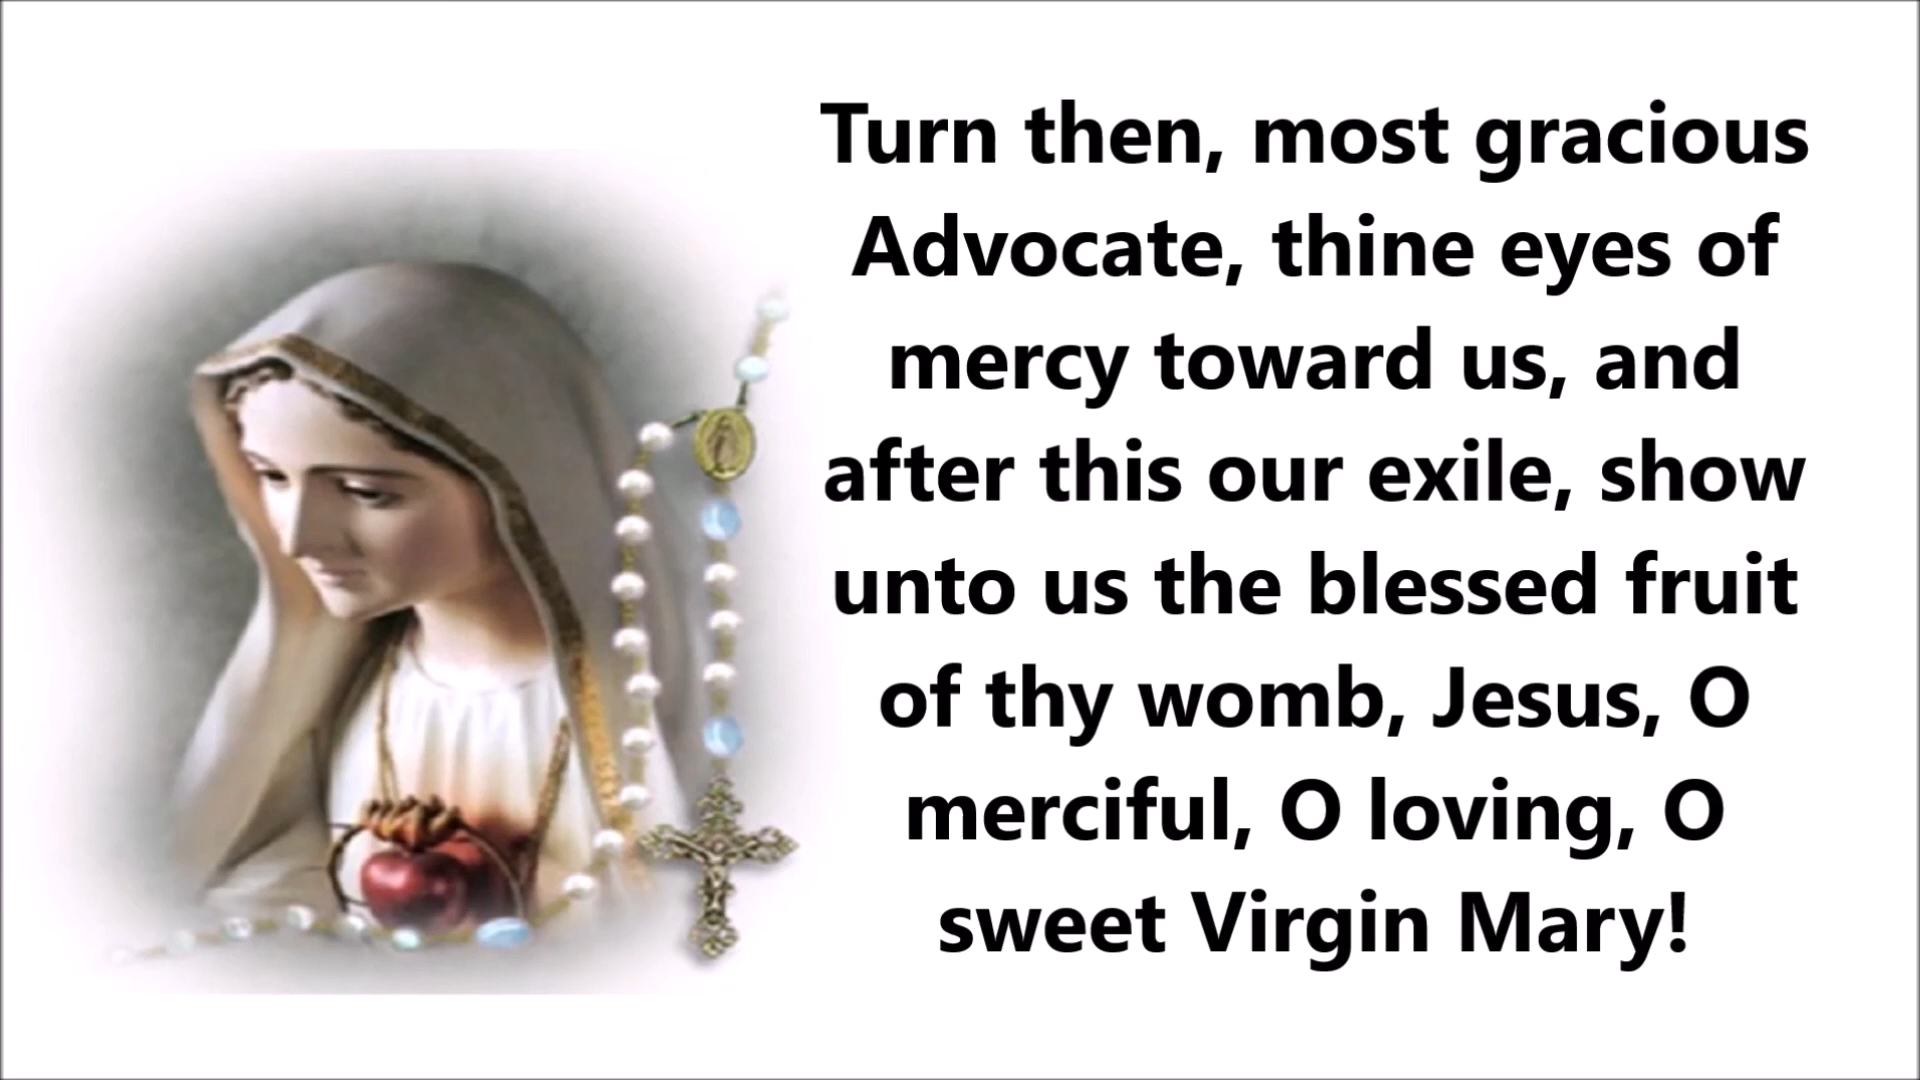 Turn then, most gracious
Advocate, thine eyes of
mercy toward us, and
after this our exile, show
unto us the blessed fruit
of thy womb, Jesus, O
merciful, O loving, O
sweet Virgin Mary!